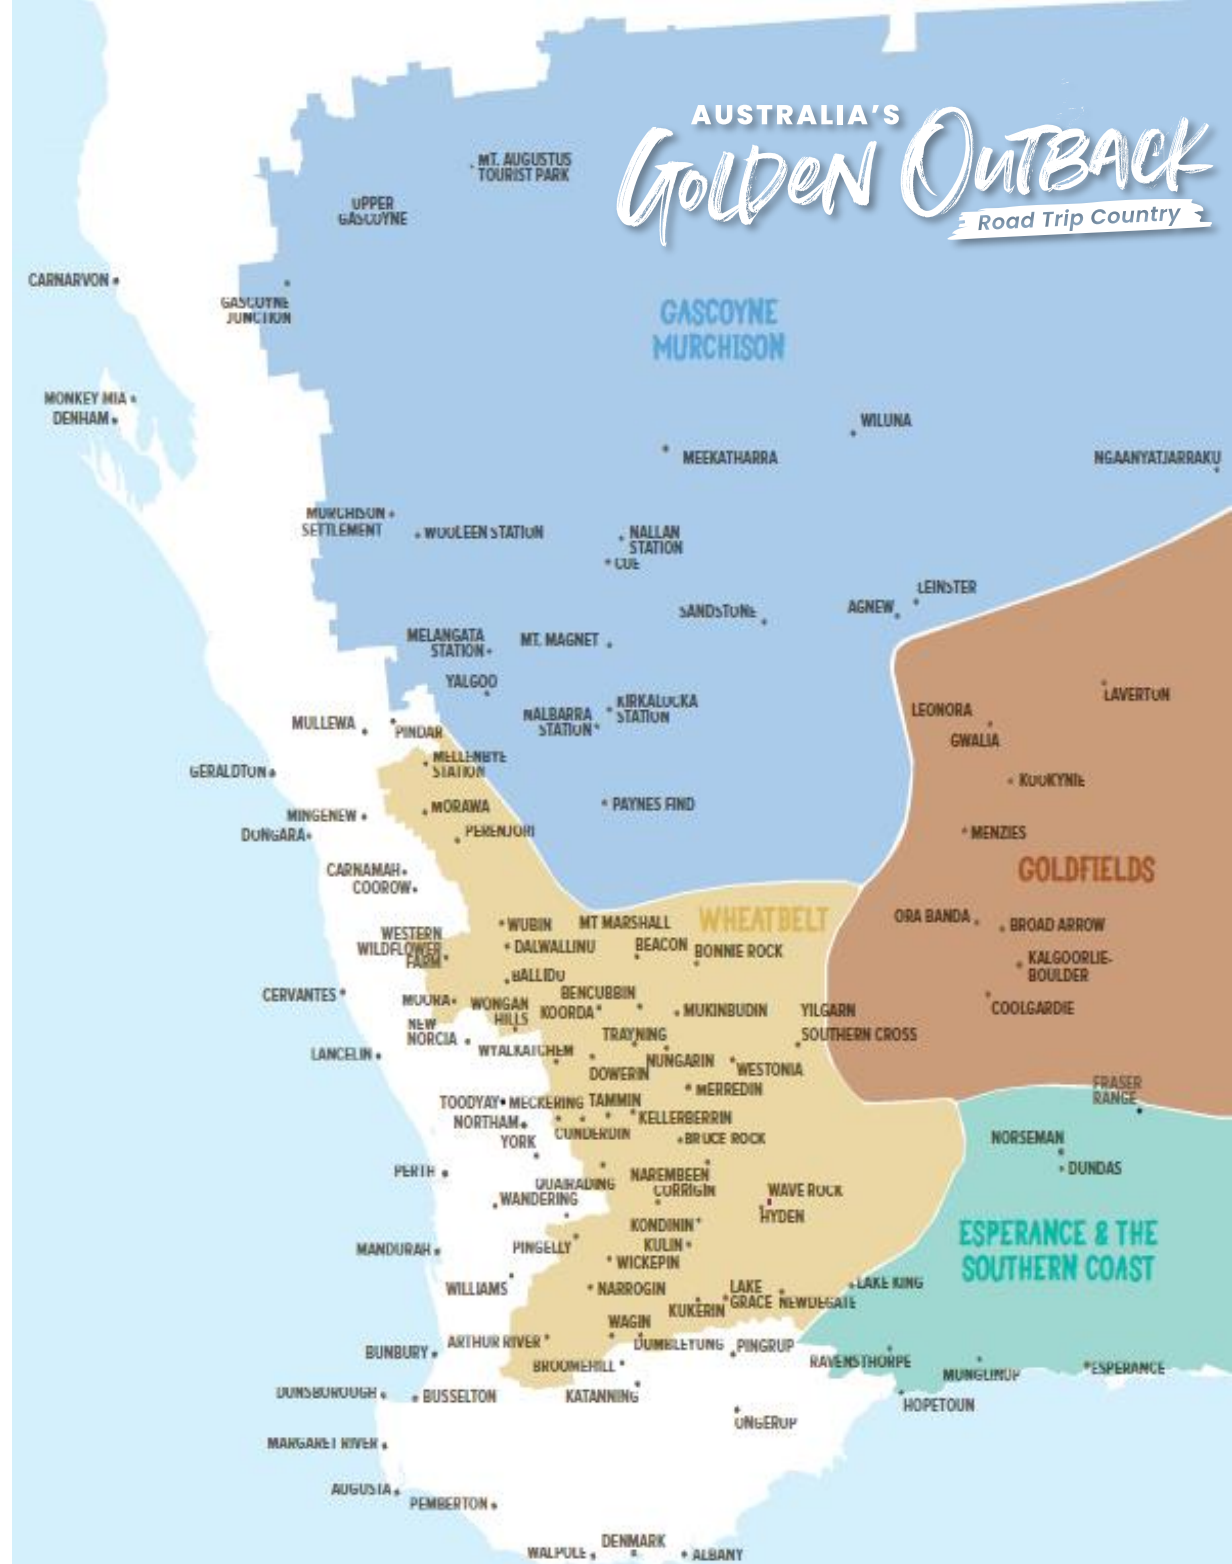 AUSTRALIA'S
GOLDEN OUTBACK
Road Trip Country
MT. AUGUSTUS
TOURIST PARK
UPPER
GASCOYNE
CARNARVON
GASCOYNE
JUNCTION
GASCOYNE
MURCHISON
MONKEY MIA
DENHAM
WILUNA
MEEKATHARRA
NGAANYATJARRAKU
MURCHISON
SETTLEMENT
WOOLEEN STATION
NALLAN
STATION
CUE
LEINSTER
SANDSTONE
AGNEW
MELANGATA
STATION
MT. MAGNET
YALGOO
LAVERTON
KIRKALOCKA
STATION
NALBARRA
STATION
LEONORA
MULLEWA
PINDAR
GWALIA
MELLENBYE
STATION
GERALDTON
KOOKYNIE
MORAWA
PAYNES FIND
MINGENEW
DONGARA
PERENJORI
MENZIES
GOLDFIELDS
CARNAMAH
COOROW
WUBIN
MT MARSHALL
WHEATBELT
ORA BANDA
BROAD ARROW
WESTERN
WILDFLOWER
FARM
DALWALLINU
BEACON
BONNIE ROCK
KALGOORLIE-
BOULDER
BALLIDU
CERVANTES
MOORA
WONGAN
HILLS
BENCUBBIN
KOORDA
MUKINBUDIN
YILGARN
COOLGARDIE
NEW
NORCIA
TRAYNING
SOUTHERN CROSS
LANCELIN
WYALKATCHEM
NUNGARIN
DOWERIN
WESTONIA
MERREDIN
FRASER
RANGE
TOODYAY
MECKERING
TAMMIN
NORTHAM
KELLERBERRIN
YORK
CUNDERDIN
BRUCE ROCK
NORSEMAN
PERTH
DUNDAS
QUAIRADING
NAREMBEEN
CORRIGIN
WAVE ROCK
WANDERING
HYDEN
KONDININ
ESPERANCE & THE
SOUTHERN COAST
MANDURAH
PINGELLY
KULIN
WICKEPIN
WILLIAMS
NARROGIN
LAKE
GRACE
NEWDEGATE
LAKE KING
KUKERIN
WAGIN
BUNBURY
ARTHUR RIVER
DUMBLEYUNG
PINGRUP
BROOMEHILL
RAVENSTHORPE
MUNGLINUP
ESPERANCE
DUNSBOROUGH
BUSSELTON
KATANNING
HOPETOUN
ONGERUP
MARGARET RIVER
AUGUSTA
PEMBERTON
WALPOLE
DENMARK
ALBANY